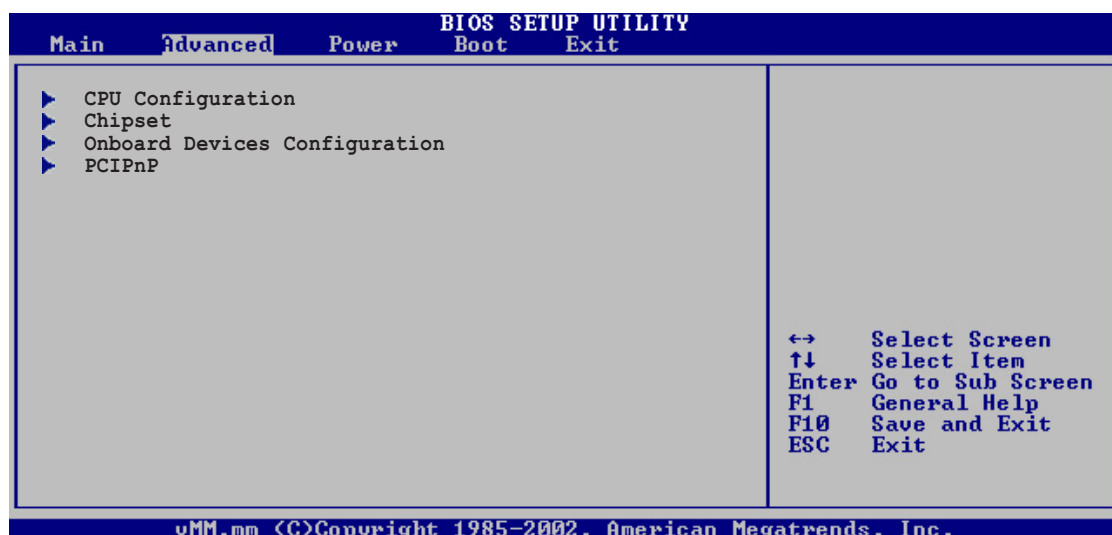 BIOS SETUP UTILITY
Main Advanced Power Boot Exit
CPU Configuration
Chipset
Onboard Devices Configuration
PCIPnP
←→ Select Screen
↑↓ Select Item
Enter Go to Sub Screen
F1 General Help
F10 Save and Exit
ESC Exit
vMM.mm (C)Copyright 1985-2002, American Megatrends, Inc.